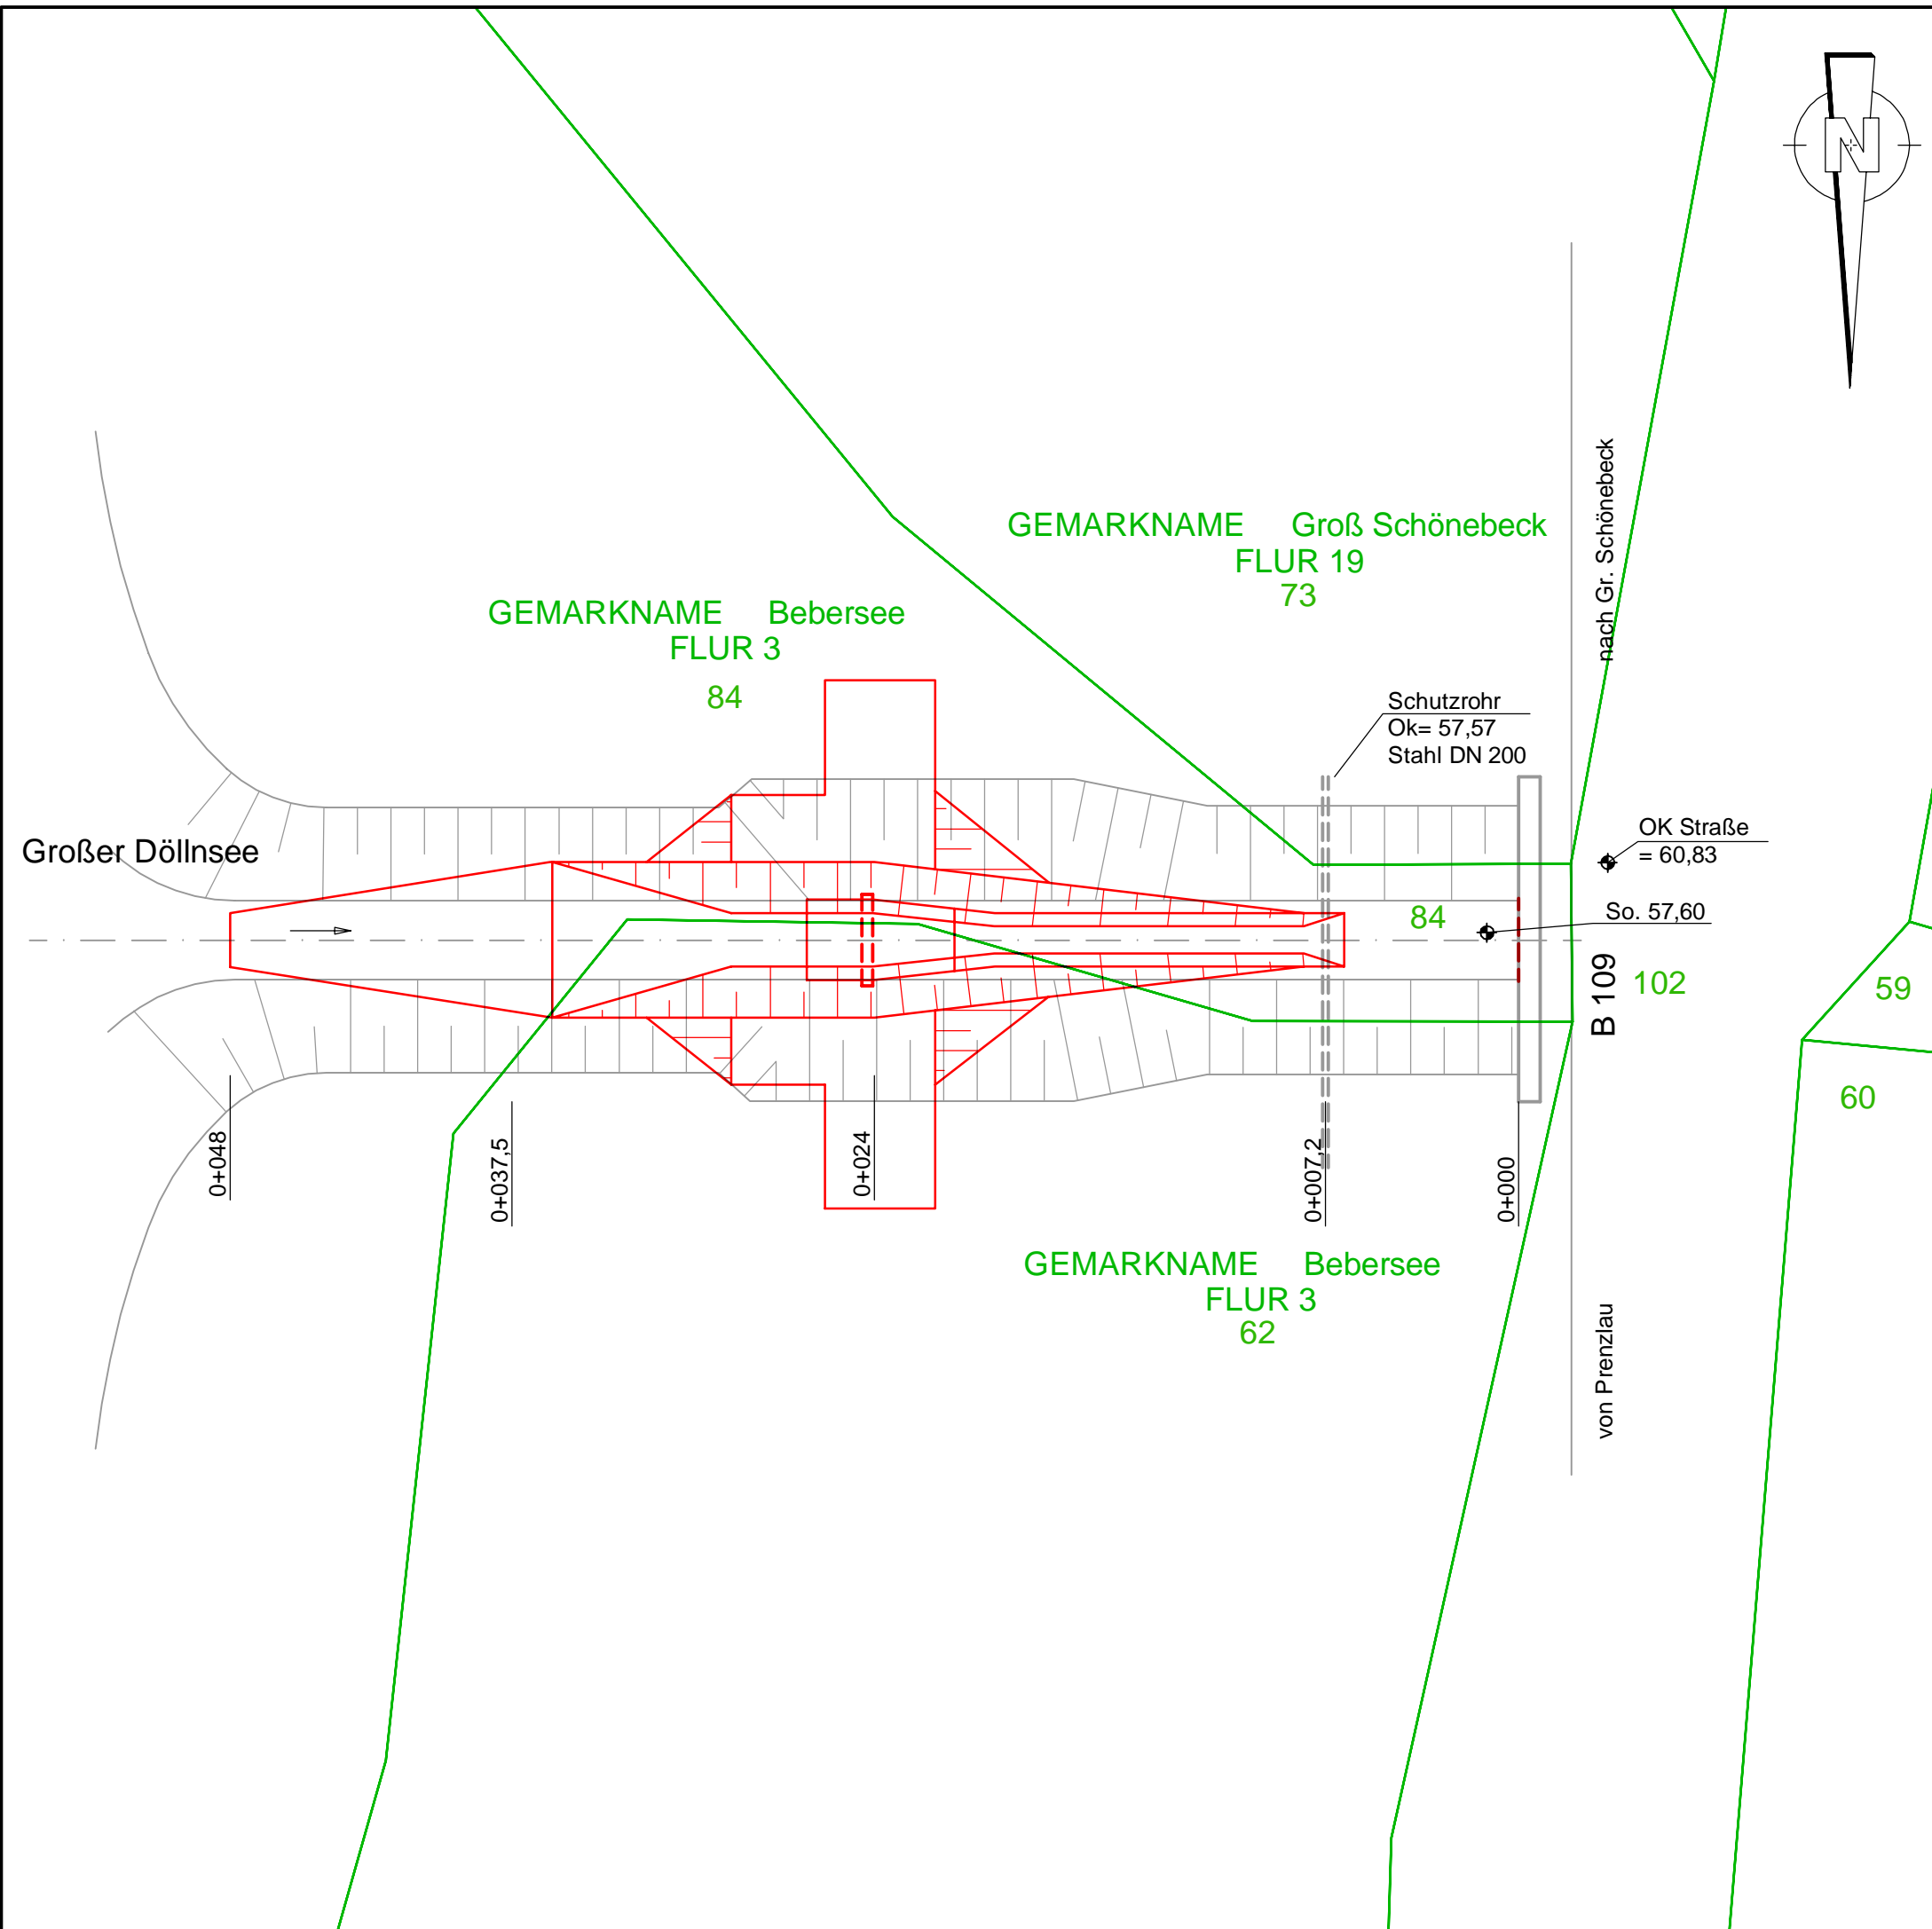 N
nach Gr. Schönebeck
GEMARKNAME Groß Schönebeck
FLUR 19
73
GEMARKNAME Bebersee
FLUR 3
84
Schutzrohr
Ok= 57,57
Stahl DN 200
OK Straße
= 60,83
Großer Döllnsee
So. 57,60
84
B 109
102
59
60
0+048
0+037,5
0+024
0+007,2
0+000
GEMARKNAME Bebersee
FLUR 3
62
von Prenzlau